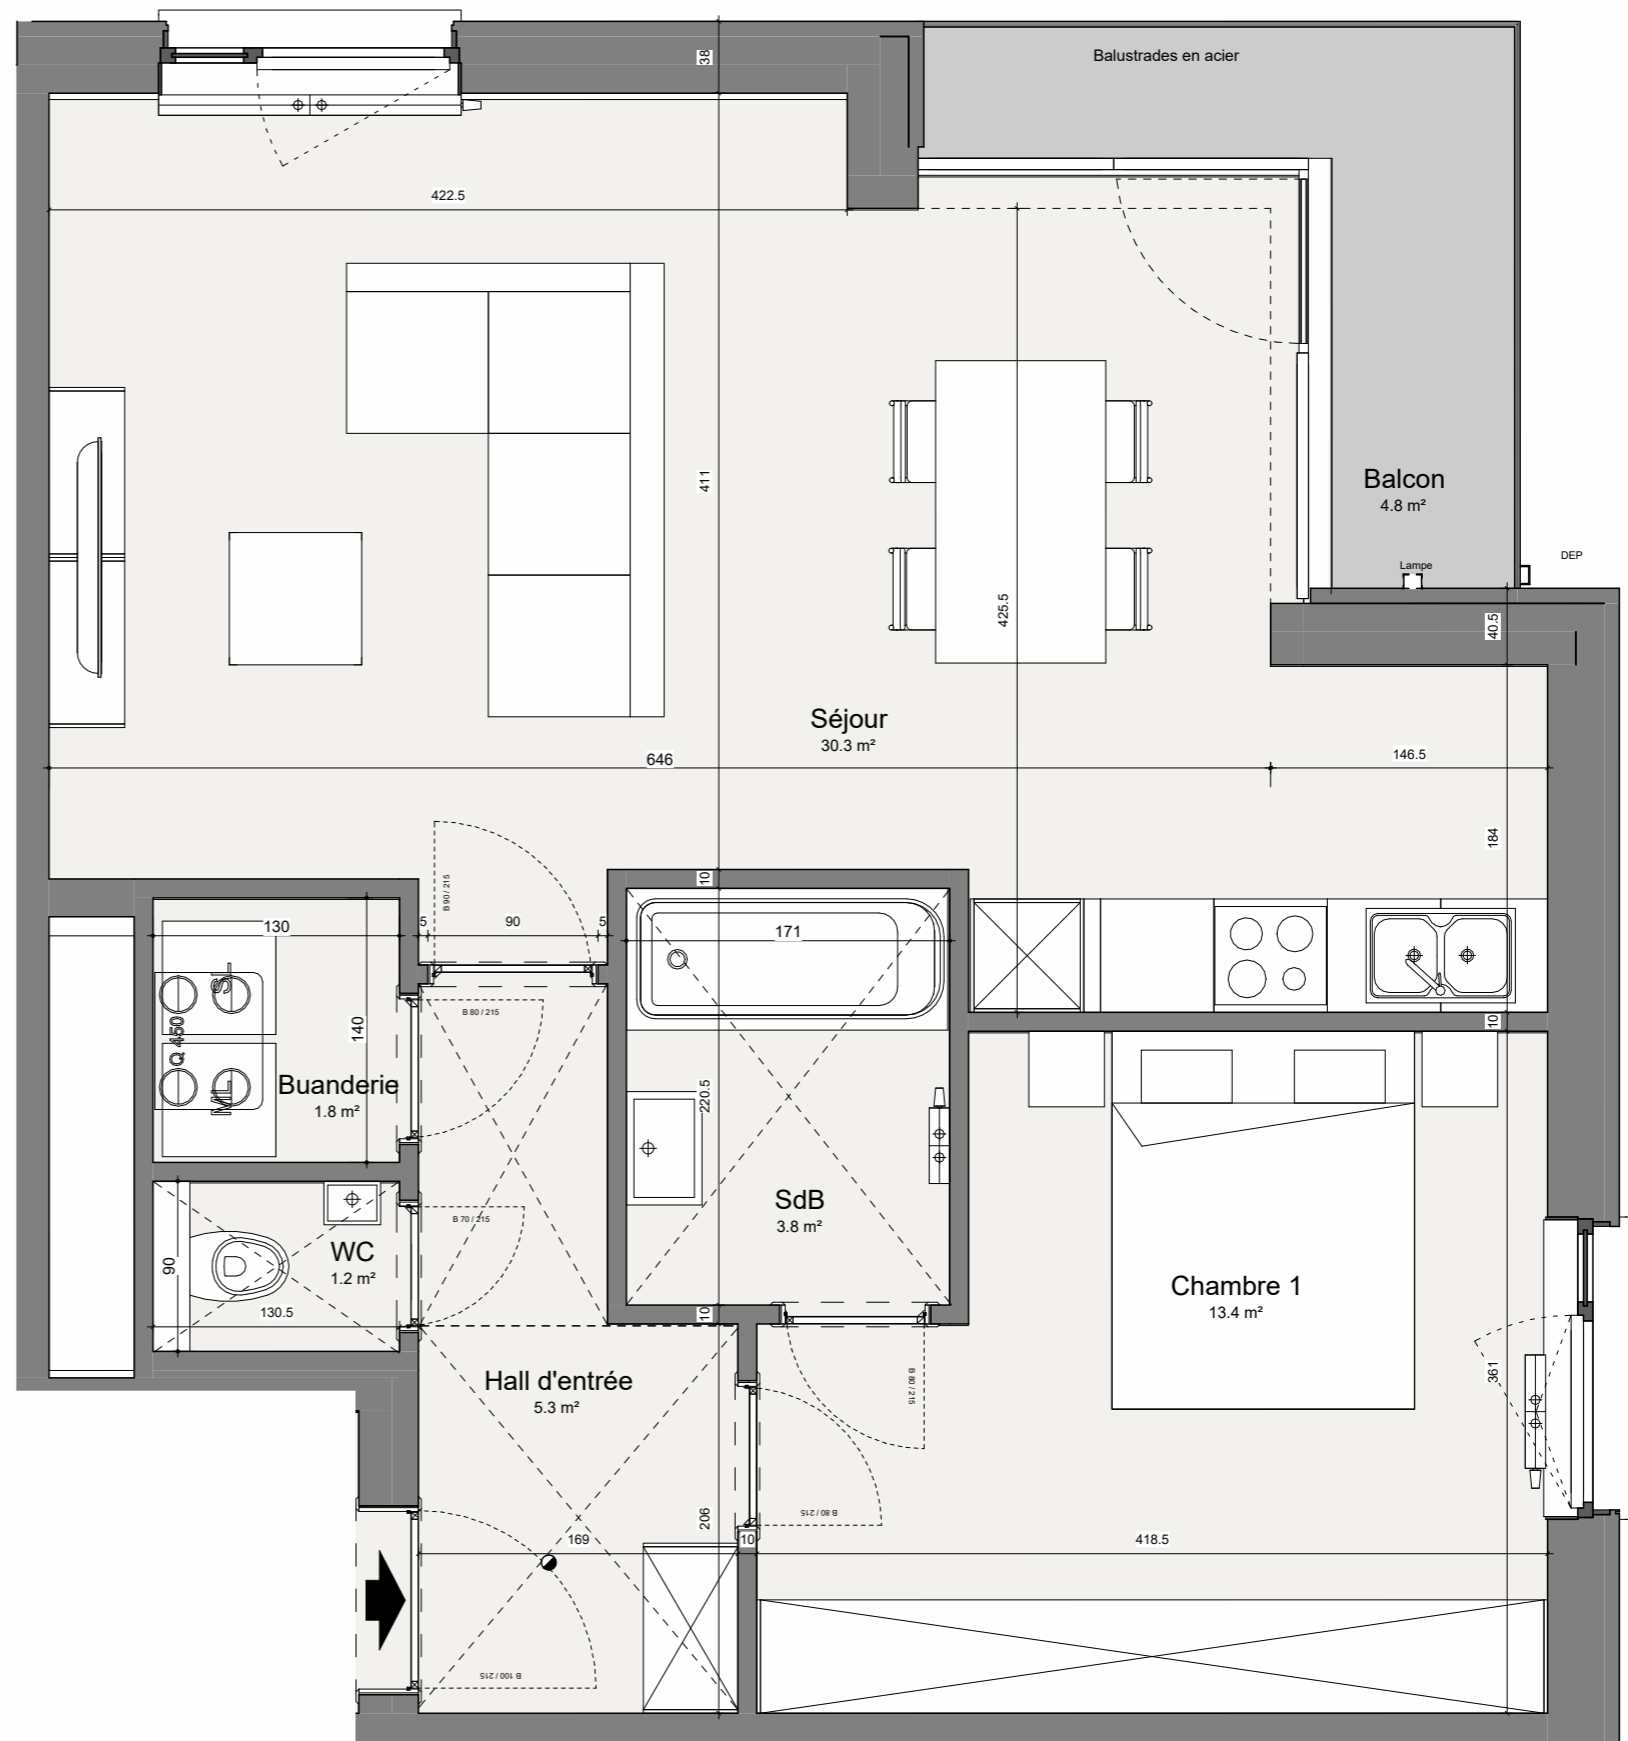 Balustrades en acier
38
422.5
411
Balcon
4.8 m²
DEP
Lampe
425.5
40.5
Séjour
30.3 m²
646
146.5
184
10
B 90 / 215
5
90
5
130
171
SL
Q 450
140
B 80 / 215
10
ML
Buanderie
1.8 m²
220.5
SdB
3.8 m²
B 70 / 215
WC
1.2 m²
90
130.5
Chambre 1
13.4 m²
10
Hall d'entrée
5.3 m²
B 80 / 215
361
206
B 80 / 215
169
10
418.5
B 100 / 215